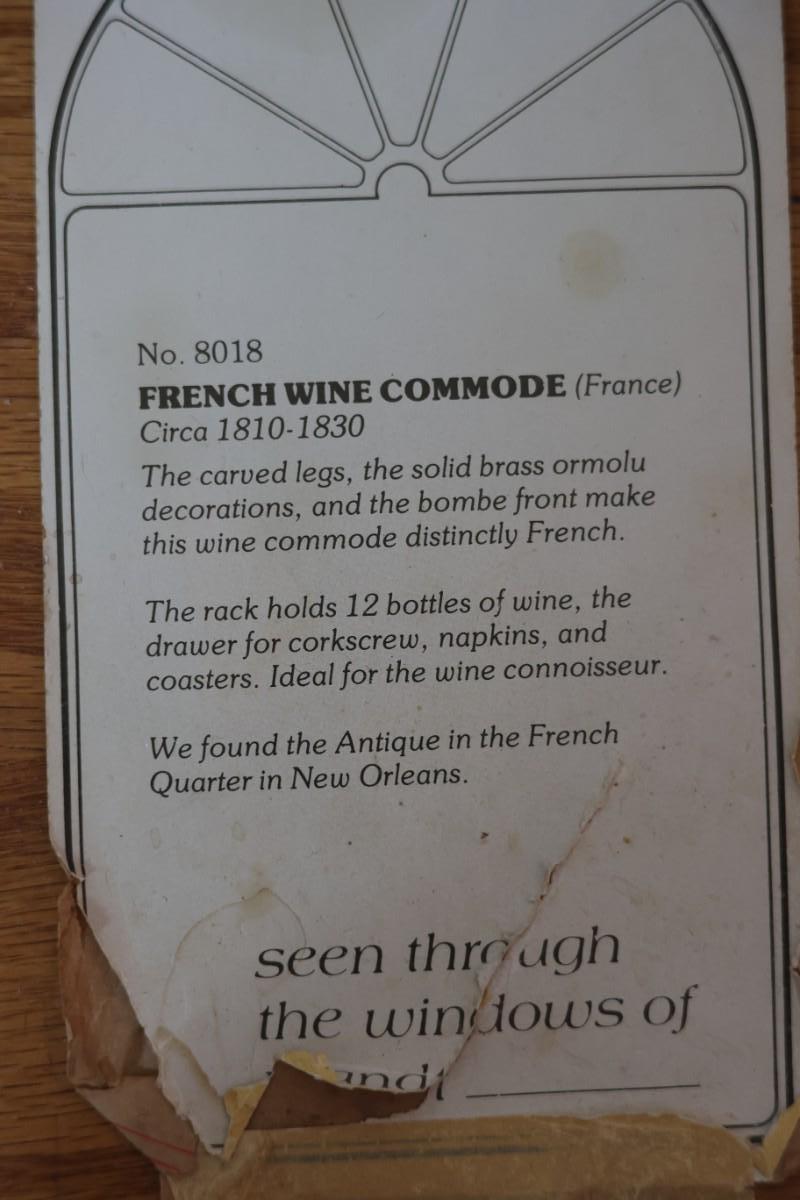 No. 8018
FRENCH WINE COMMODE (France)
Circa 1810-1830
The carved legs, the solid brass ormolu
decorations, and the bombe front make
this wine commode distinctly French.
The rack holds 12 bottles of wine, the
drawer for corkscrew, napkins, and
coasters. Ideal for the wine connoisseur.
We found the Antique in the French
Quarter in New Orleans.
seen through
the windows of